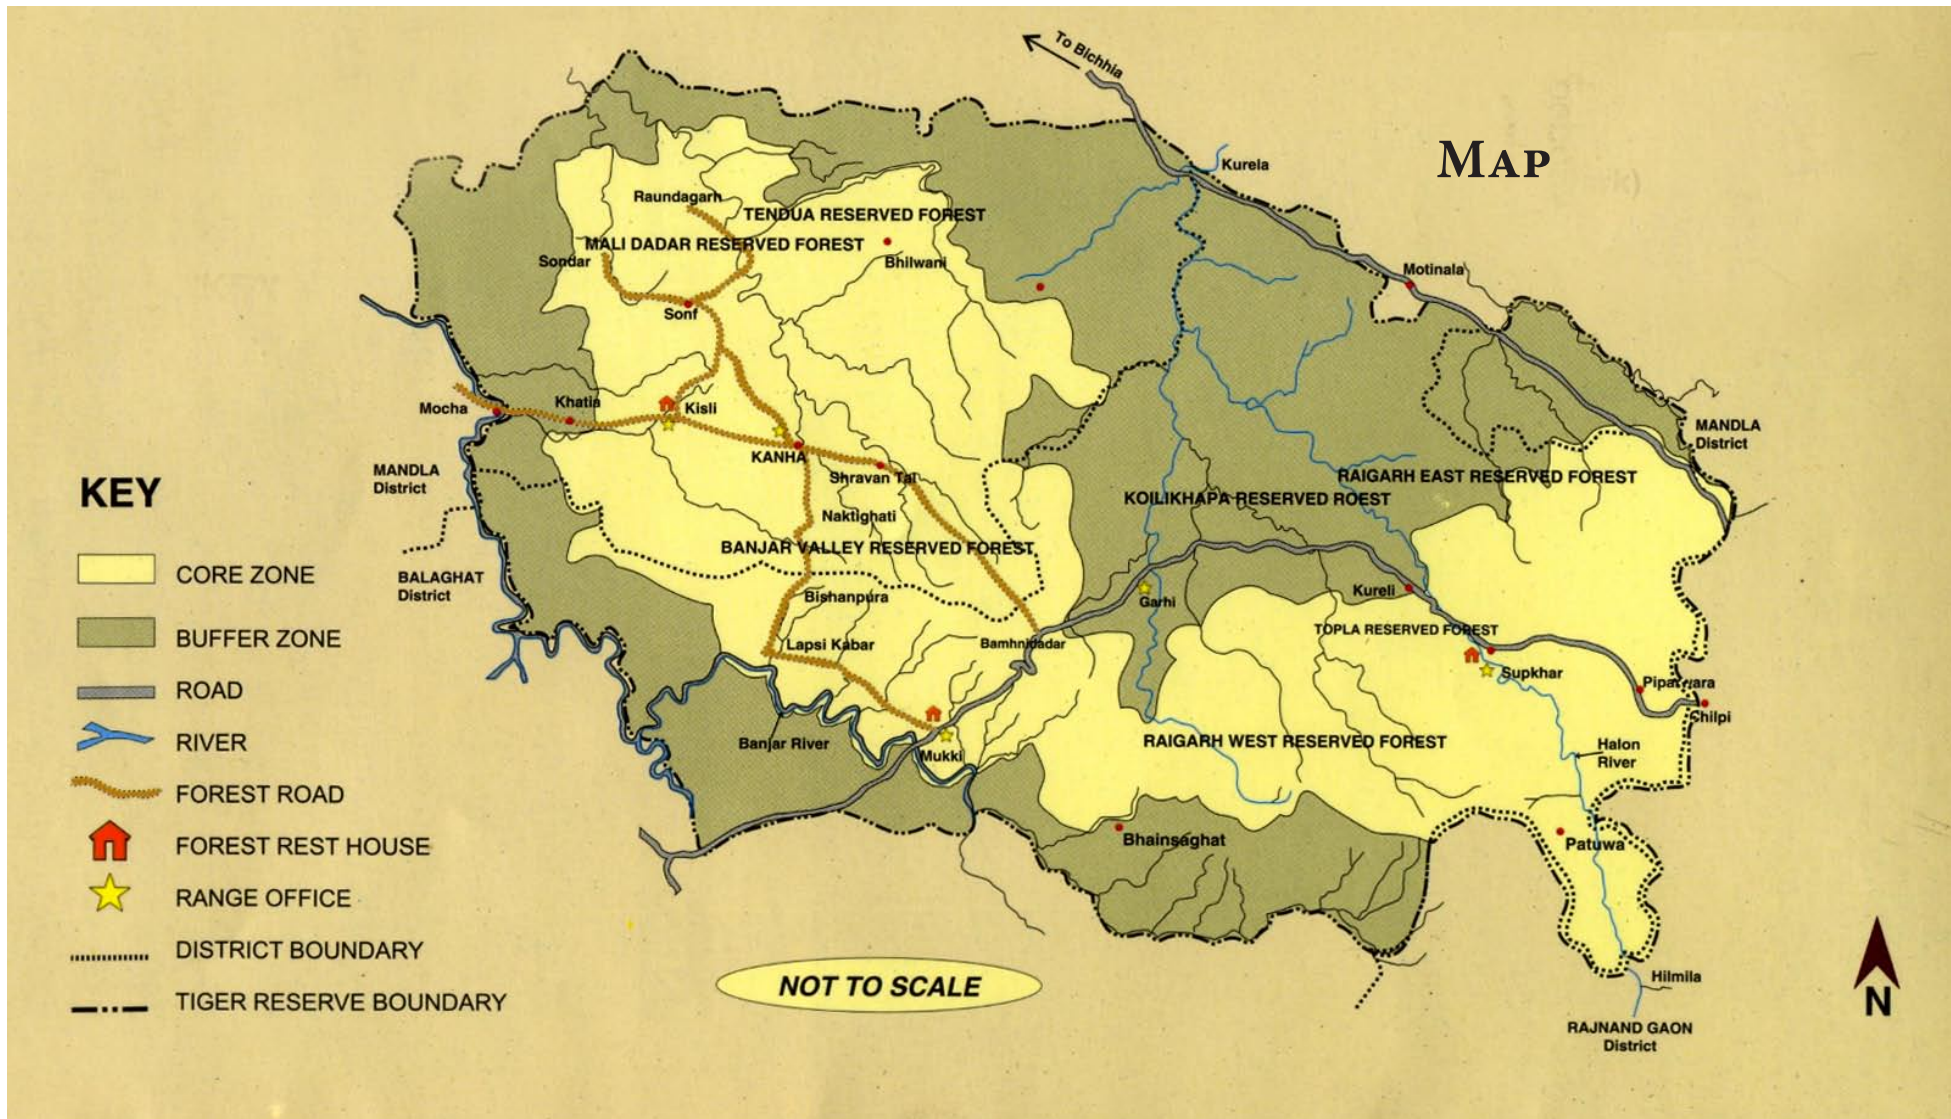 To Bichhia
MAP
Kurela
Raundagarh
TENDUA RESERVED FOREST
MALI DADAR RESERVED FOREST
Sondar
Bhilwani
Motinala
Sonf
Mocha
Khatia
Kisli
MANDLA
District
KANHA
Shravan Tal
MANDLA
District
RAIGARH EAST RESERVED FOREST
KOILIKHAPA RESERVED ROEST
Naktighati
BANJAR VALLEY RESERVED FOREST
BALAGHAT
District
Bishanpura
Garhi
Kureli
TOPLA RESERVED FOREST
Lapsi Kabar
Bamhnidadar
Supkhar
Chilpi
Banjar River
Mukki
RAIGARH WEST RESERVED FOREST
Halon
River
Bhainsaghat
Patuwa
Hilmila
RAJNAND GAON
District
KEY
CORE ZONE
BUFFER ZONE
ROAD
RIVER
FOREST ROAD
FOREST REST HOUSE
RANGE OFFICE
DISTRICT BOUNDARY
TIGER RESERVE BOUNDARY
NOT TO SCALE
N